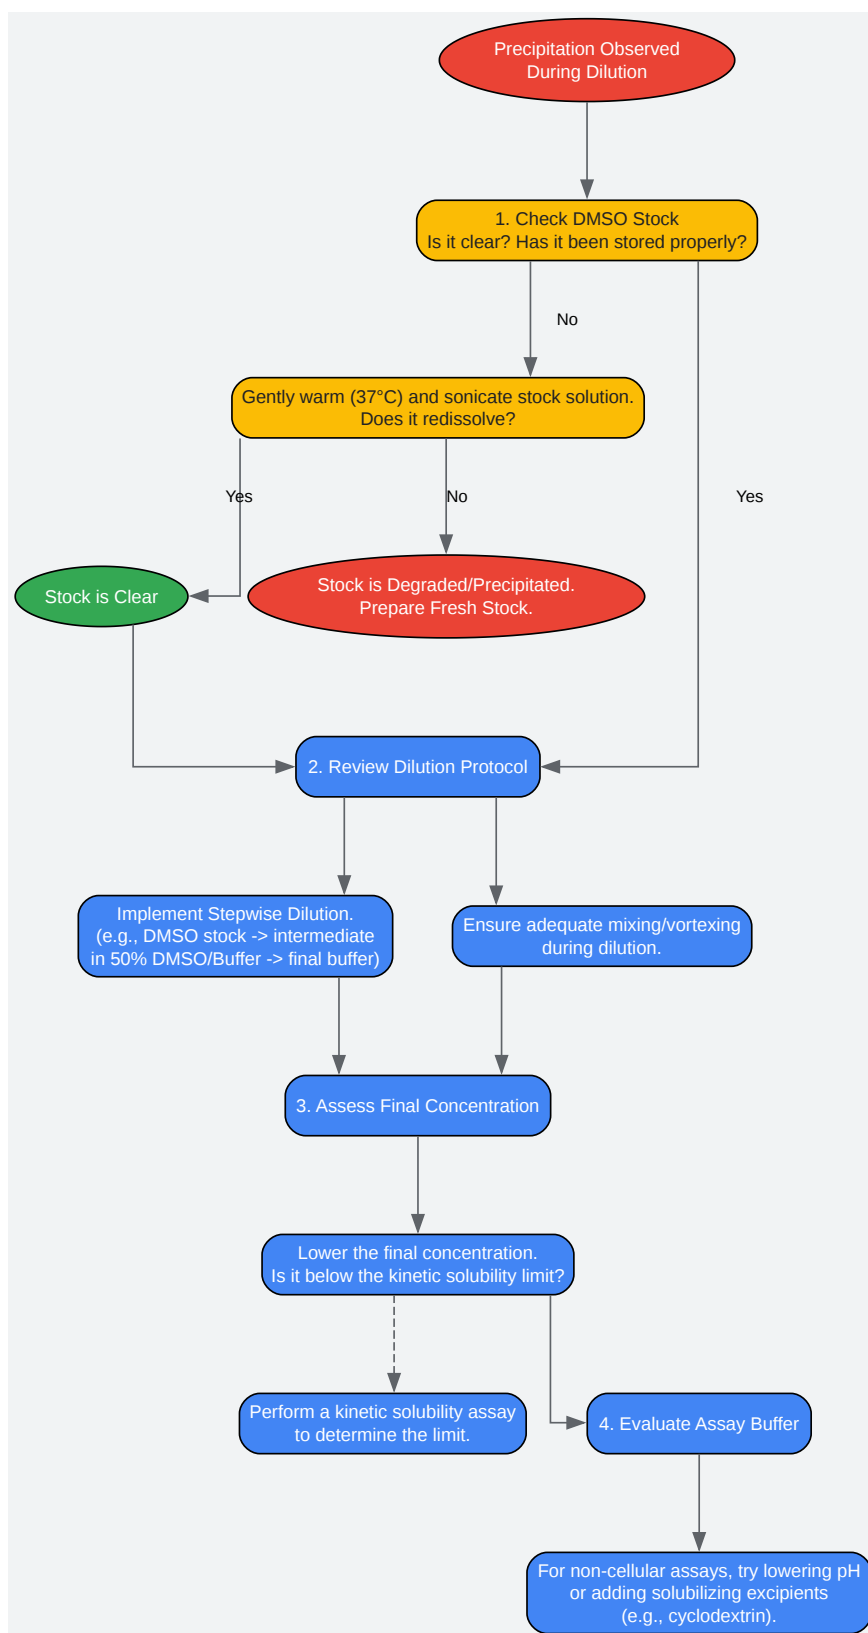 Precipitation Observed
During Dilution
1. Check DMSO Stock
Is it clear? Has it been stored properly?
No
Gently warm (37°C) and sonicate stock solution.
Does it redissolve?
Yes
No
Yes
Stock is Clear
Stock is Degraded/Precipitated.
Prepare Fresh Stock.
2. Review Dilution Protocol
Implement Stepwise Dilution.
(e.g., DMSO stock -> intermediate
in 50% DMSO/Buffer -> final buffer)
Ensure adequate mixing/vortexing
during dilution.
3. Assess Final Concentration
Lower the final concentration.
Is it below the kinetic solubility limit?
Perform a kinetic solubility assay
to determine the limit.
4. Evaluate Assay Buffer
For non-cellular assays, try lowering pH
or adding solubilizing excipients
(e.g., cyclodextrin).